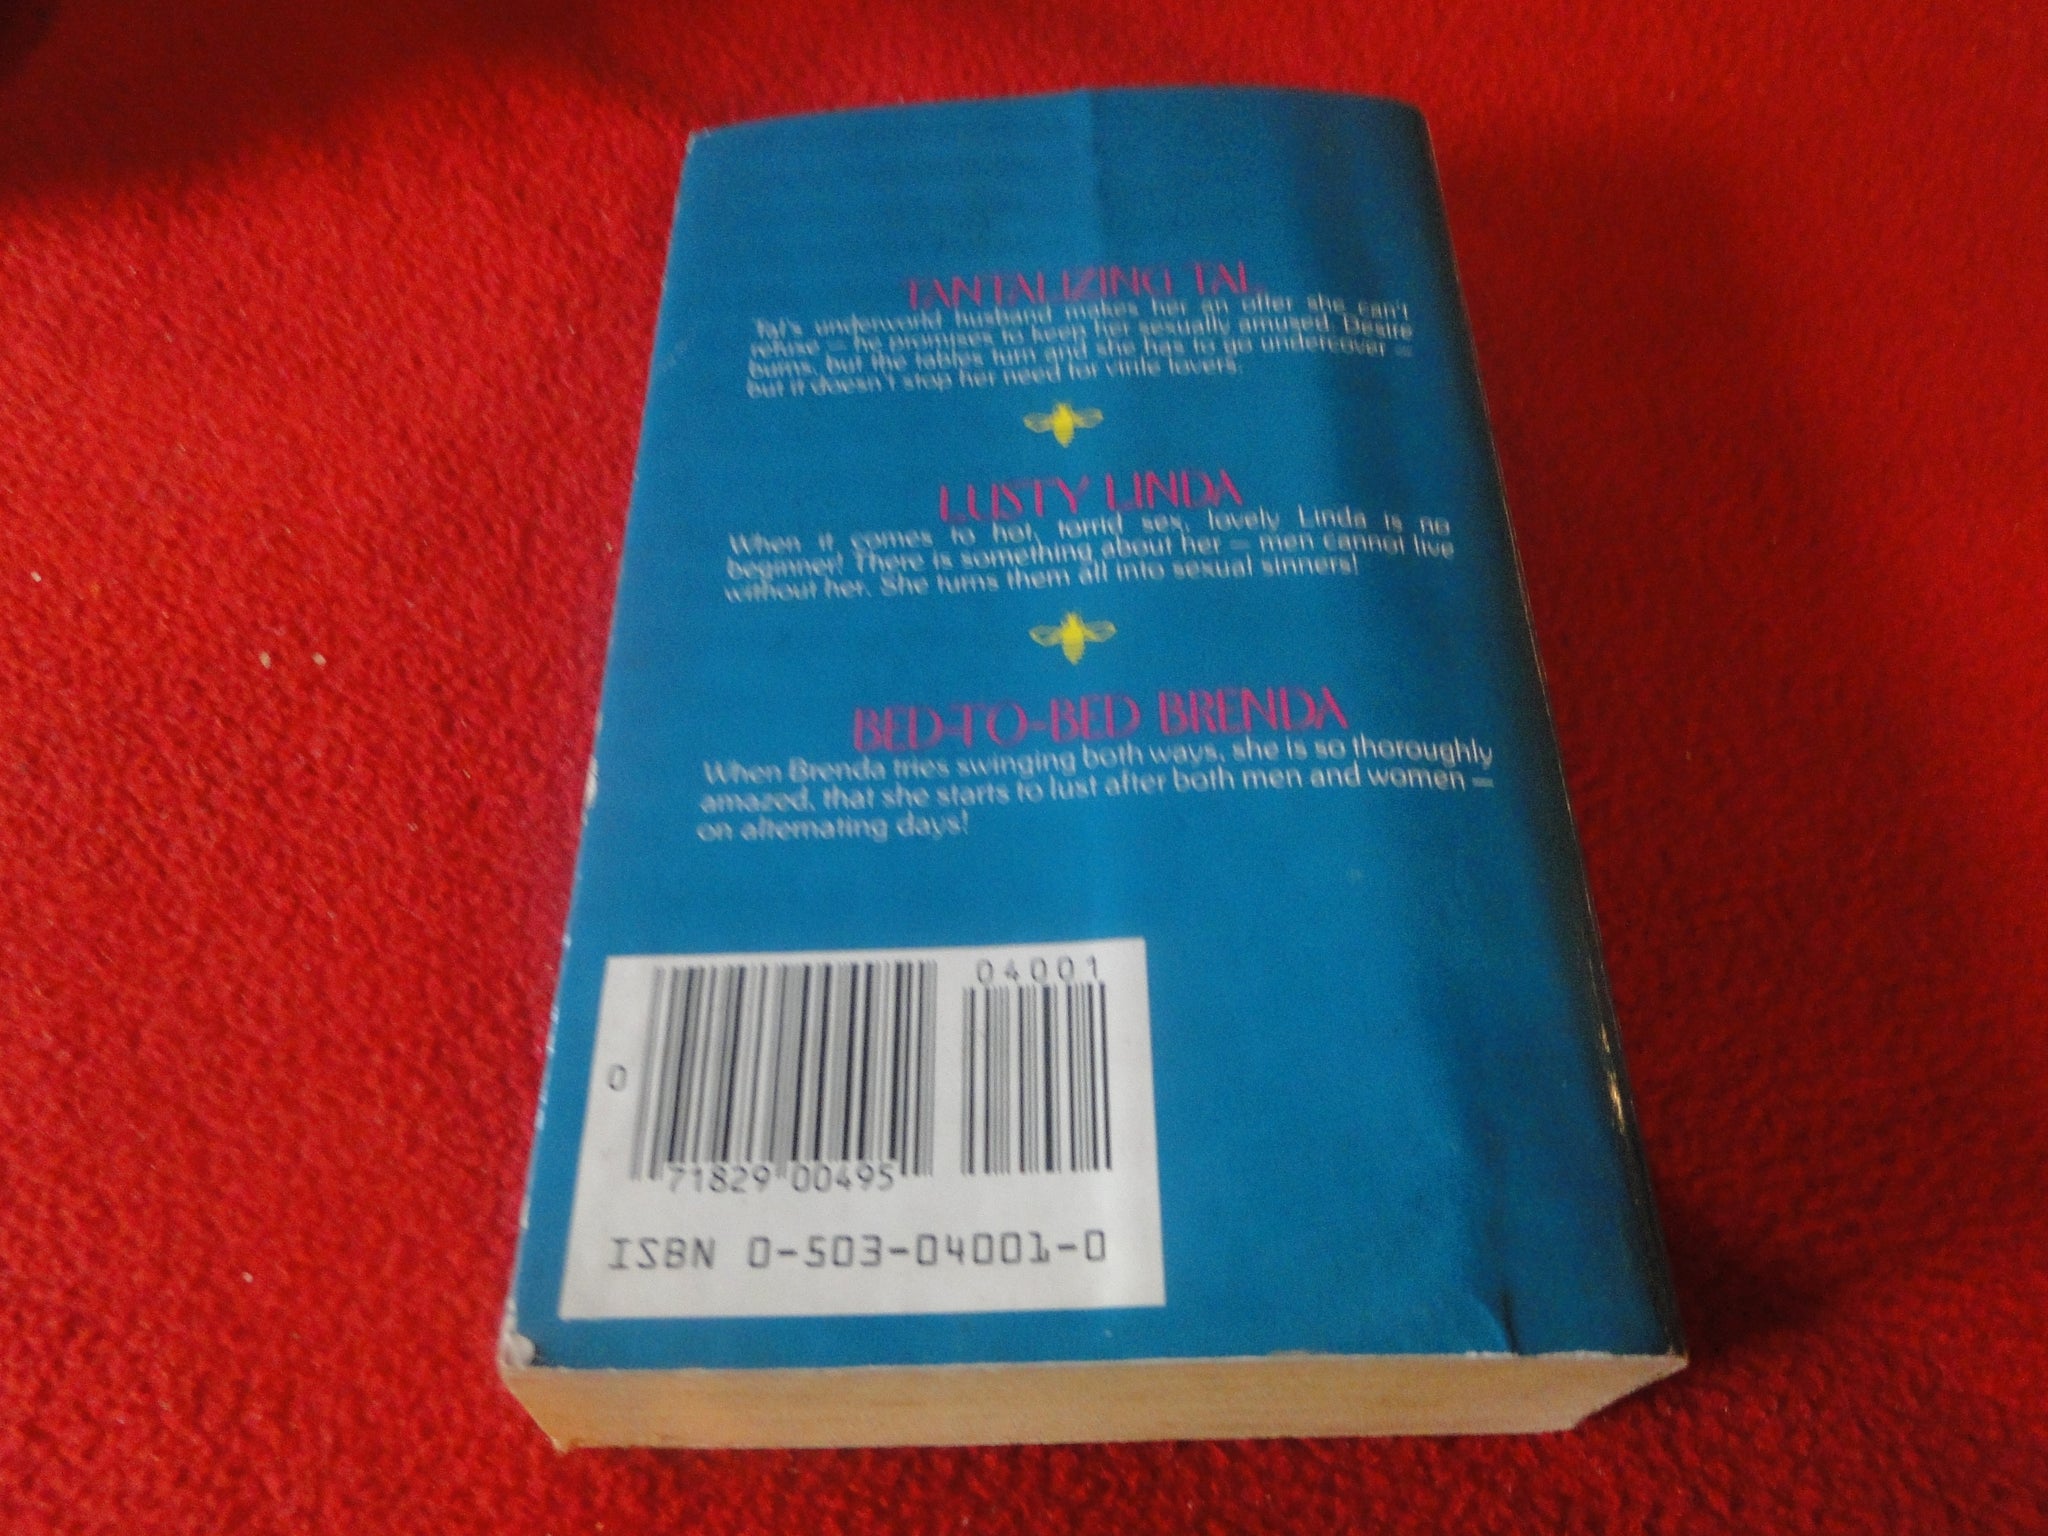 TANTALIZING TAL
Tal's underworld husband makes her an offer she can't
refuse — he promises to keep her sexually amused. Desire
burns, but the tables turn and she has to go undercover —
but it doesn't stop her need for virile lovers.
LUSTY LINDA
When it comes to hot, torrid sex, lovely Linda is no
beginner! There is something about her — men cannot live
without her. She turns them all into sexual sinners!
BED-TO-BED BRENDA
When Brenda tries swinging both ways, she is so thoroughly
amazed, that she starts to lust after both men and women —
on alternating days!
04001
0
71829 00495
ISBN 0-503-04001-0